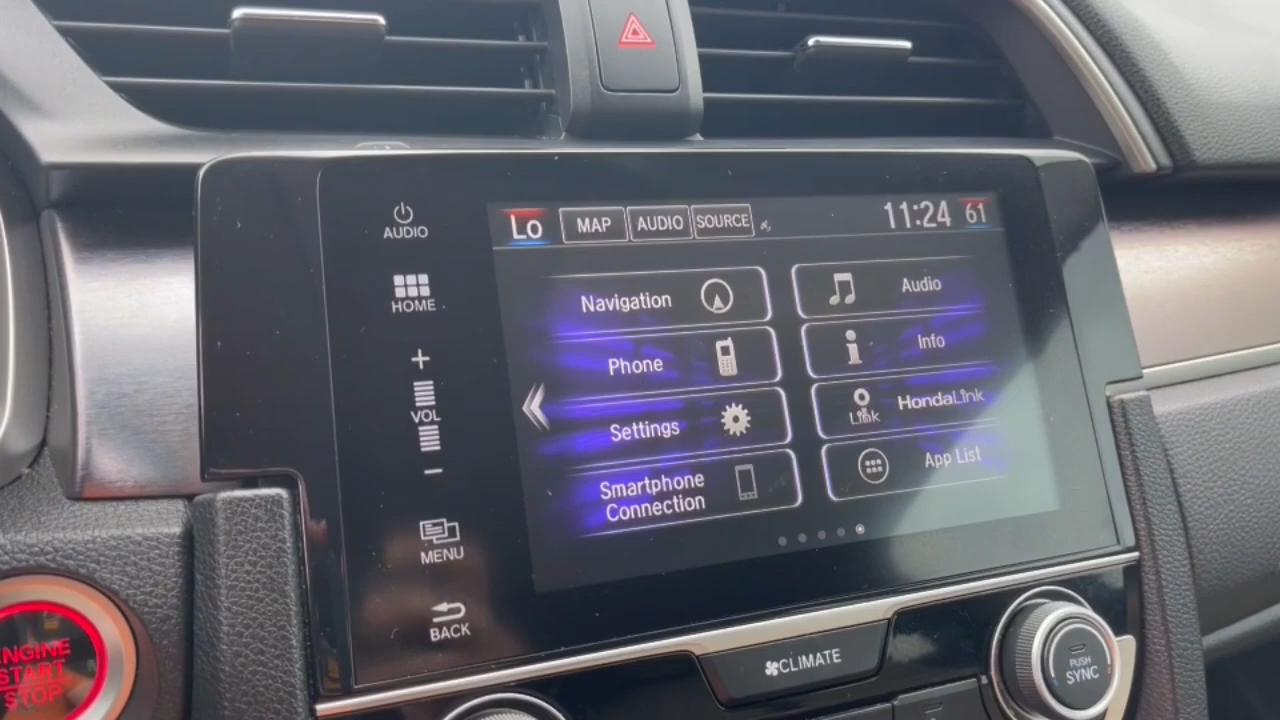 AUDIO
HOME
+
VOL
−
MENU
BACK
Lo MAP AUDIO SOURCE 11:24 61
Navigation
Phone
Settings
Smartphone
Connection
Audio
Info
Link HondaLink
App List
CLIMATE
PUSH
SYNC
ENGINE
START
STOP